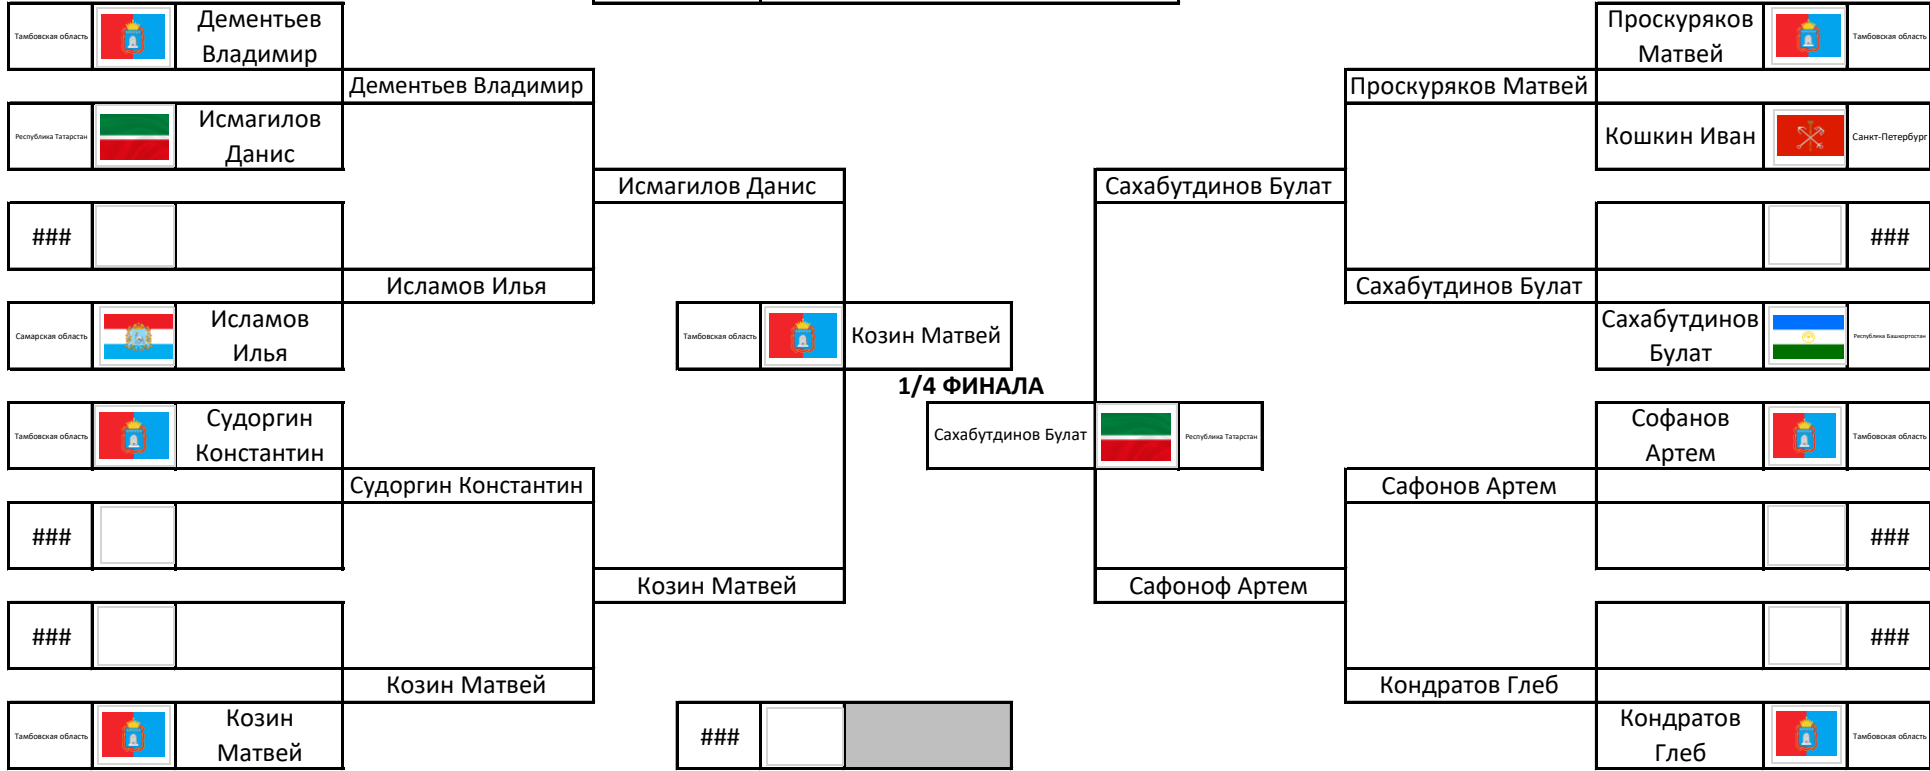 Тамбовская область
Дементьев
Владимир
Проскуряков
Матвей
Тамбовская область
Дементьев Владимир
Проскуряков Матвей
Республика Татарстан
Исмагилов
Данис
Кошкин Иван
Санкт-Петербург
Исмагилов Данис
Сахабутдинов Булат
###
###
Исламов Илья
Сахабутдинов Булат
Самарская область
Исламов
Илья
Тамбовская область
Козин Матвей
Сахабутдинов
Булат
Республика Башкортостан
1/4 ФИНАЛА
Тамбовская область
Судоргин
Константин
Сахабутдинов Булат
Республика Татарстан
Софанов
Артем
Тамбовская область
Судоргин Константин
Сафонов Артем
###
###
Козин Матвей
Сафоноф Артем
###
###
Козин Матвей
Кондратов Глеб
Тамбовская область
Козин
Матвей
###
Кондратов
Глеб
Тамбовская область